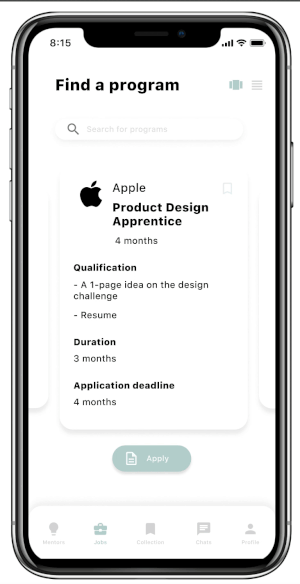 8:15
Find a program
Search for programs
Apple
Product Design
Apprentice
4 months
Qualification
- A 1-page idea on the design
challenge
- Resume
Duration
3 months
Application deadline
4 months
Apply
Mentors Jobs Collection Chats Profile